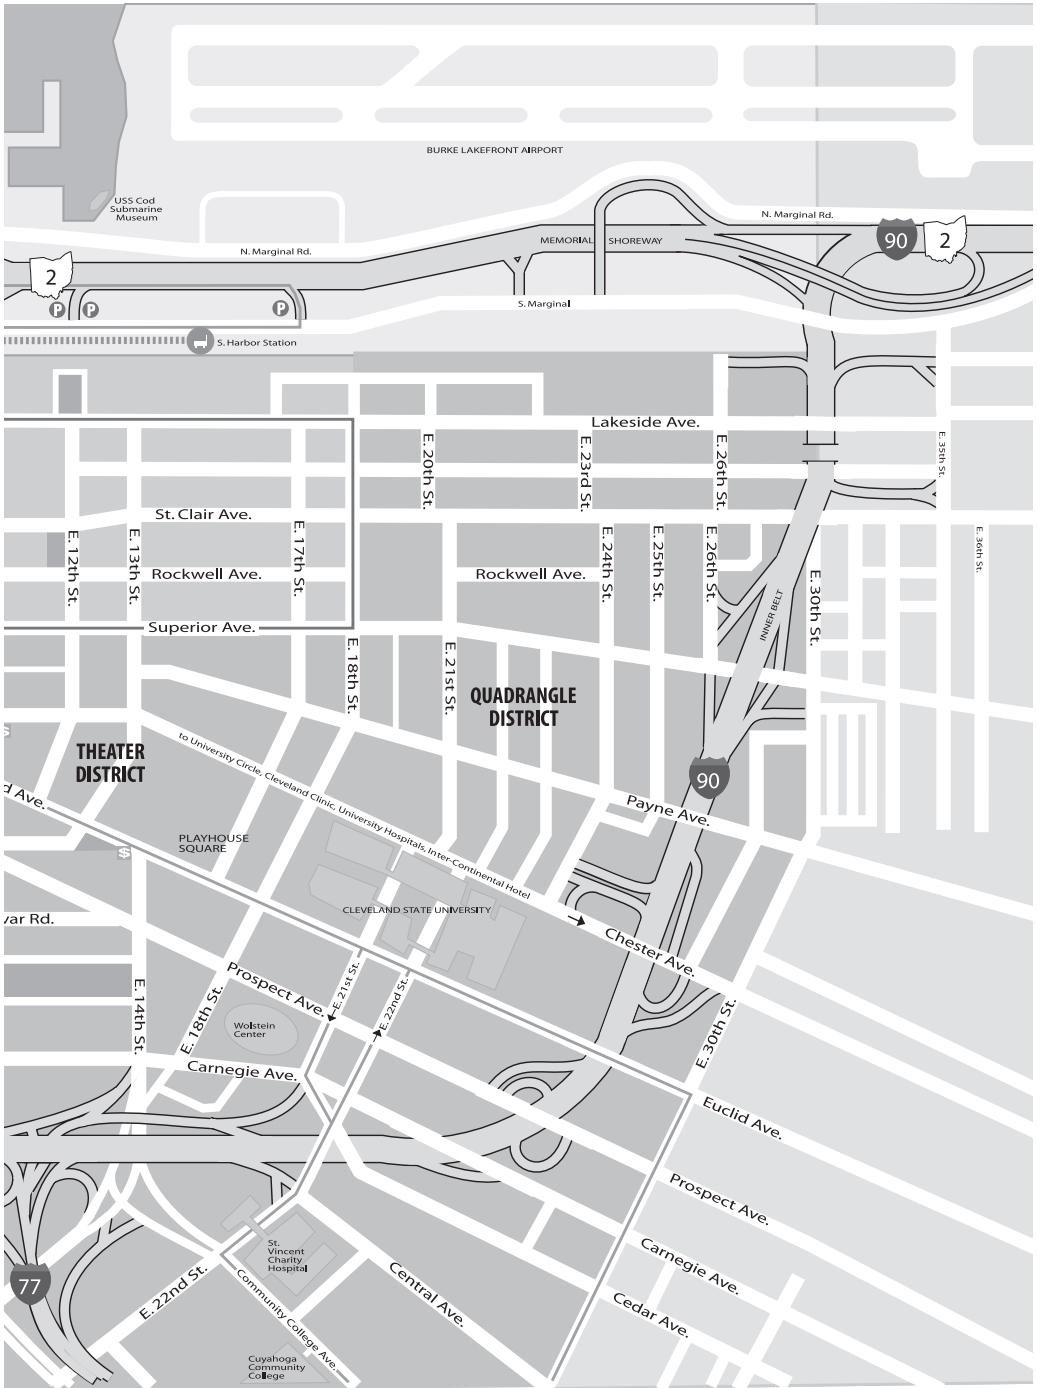 BURKE LAKEFRONT AIRPORT
USS Cod
Submarine
Museum
N. Marginal Rd.
N. Marginal Rd.
MEMORIAL SHOREWAY
90
2
2
P
P
P
S. Marginal
S. Harbor Station
Lakeside Ave.
E. 20th St.
E. 23rd St.
E. 26th St.
E. 35th St.
St. Clair Ave.
E. 12th St.
E. 13th St.
E. 17th St.
E. 24th St.
E. 25th St.
E. 26th St.
E. 36th St.
Rockwell Ave.
Rockwell Ave.
E. 30th St.
INNER BELT
Superior Ave.
E. 18th St.
E. 21st St.
QUADRANGLE
DISTRICT
THEATER
DISTRICT
to University Circle, Cleveland Clinic, University Hospitals, Inter-Continental Hotel
90
d Ave.
Payne Ave.
PLAYHOUSE
SQUARE
$
CLEVELAND STATE UNIVERSITY
var Rd.
Chester Ave.
E. 14th St.
E. 18th St.
Prospect Ave.
E. 21st St.
E. 22nd St.
Wolstein
Center
E. 30th St.
Carnegie Ave.
Euclid Ave.
Prospect Ave.
St.
Vincent
Charity
Hospital
Carnegie Ave.
77
E. 22nd St.
Community College Ave.
Central Ave.
Cedar Ave.
Cuyahoga
Community
College